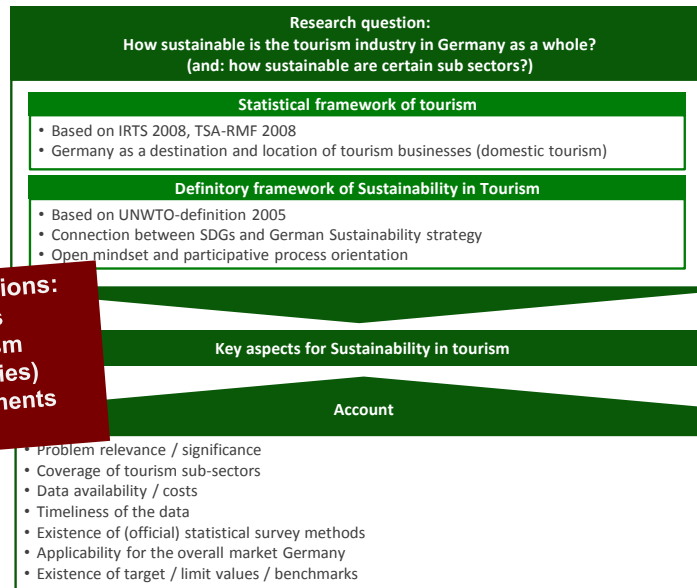 Research question:
How sustainable is the tourism industry in Germany as a whole?
(and: how sustainable are certain sub sectors?)
Statistical framework of tourism
• Based on IRTS 2008, TSA-RMF 2008
• Germany as a destination and location of tourism businesses (domestic tourism)
Definitory framework of Sustainability in Tourism
• Based on UNWTO-definition 2005
• Connection between SDGs and German Sustainability strategy
• Open mindset and participative process orientation
Key aspects for Sustainability in tourism
Account
• Problem relevance / significance
• Coverage of tourism sub-sectors
• Data availability / costs
• Timeliness of the data
• Existence of (official) statistical survey methods
• Applicability for the overall market Germany
• Existence of target / limit values / benchmarks